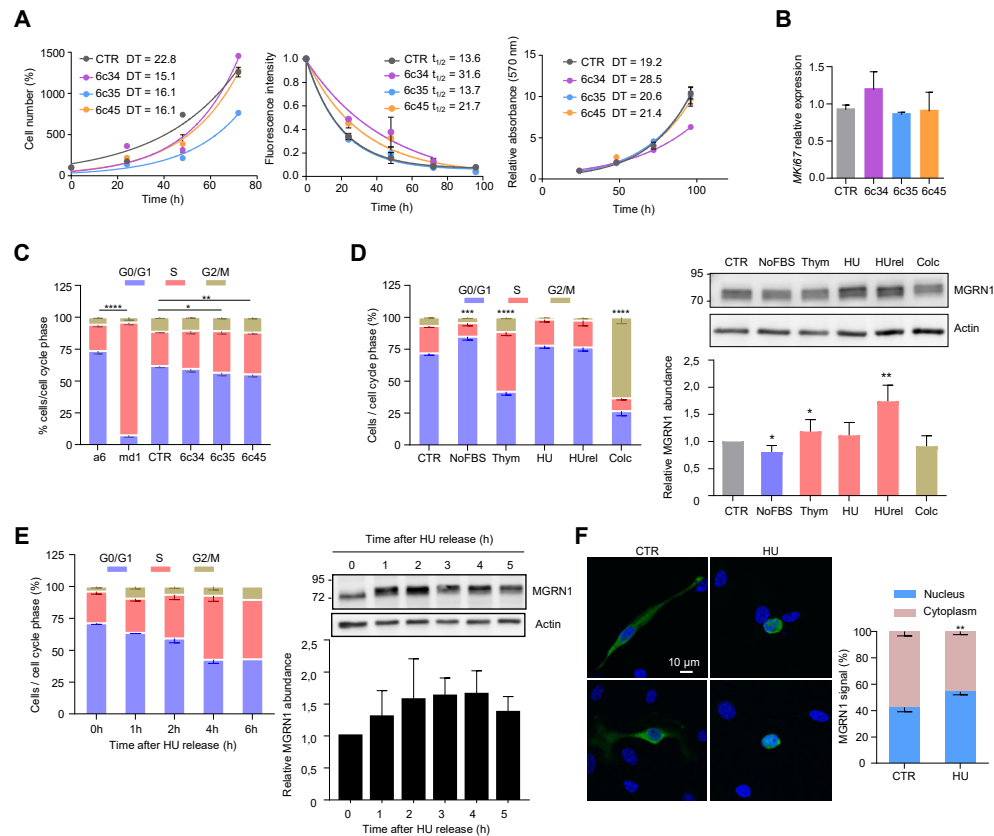 A
Cell number (%)
1500
1000
500
0
0 20 40 60 80
Time (h)
CTR DT = 22.8
6c34 DT = 15.1
6c35 DT = 16.1
6c45 DT = 16.1
Fluorescence intensity
1.0
0.8
0.6
0.4
0.2
0.0
0 20 40 60 80 100
Time (h)
CTR t1/2 = 13.6
6c34 t1/2 = 31.6
6c35 t1/2 = 13.7
6c45 t1/2 = 21.7
Relative absorbance (570 nm)
15
10
5
0
0 50 100
Time (h)
CTR DT = 19.2
6c34 DT = 28.5
6c35 DT = 20.6
6c45 DT = 21.4
B
MK67 relative expression
1.5
1.0
0.5
0.0
CTR 6c34 6c35 6c45
C
G0/G1 S G2/M
% cells/cell cycle phase
125
100
75
50
25
0
****
**
*
a6 md1 CTR 6c34 6c35 6c45
D
G0/G1 S G2/M
Cells / cell cycle phase (%)
125
100
75
50
25
0
*** **** ****
CTR NoFBS Thym HU HUrel Colc
CTR NoFBS Thym HU HUrel Colc
95
72
MGRN1
Actin
Relative MGRN1 abundance
2,5
2,0
1,5
1,0
0,5
0
* * **
CTR NoFBS Thym HU HUrel Colc
E
G0/G1 S G2/M
Cells / cell cycle phase (%)
125
100
75
50
25
0
0h 1h 2h 4h 6h
Time after HU release (h)
Time after HU release (h)
0 1 2 3 4 5
95
72
MGRN1
Actin
Relative MGRN1 abundance
2,5
2,0
1,5
1,0
0,5
0
0 1 2 3 4 5
Time after HU release (h)
F
CTR HU
10 µm
Nucleus
Cytoplasm
MGRN1 signal (%)
100
80
60
40
20
0
**
CTR HU